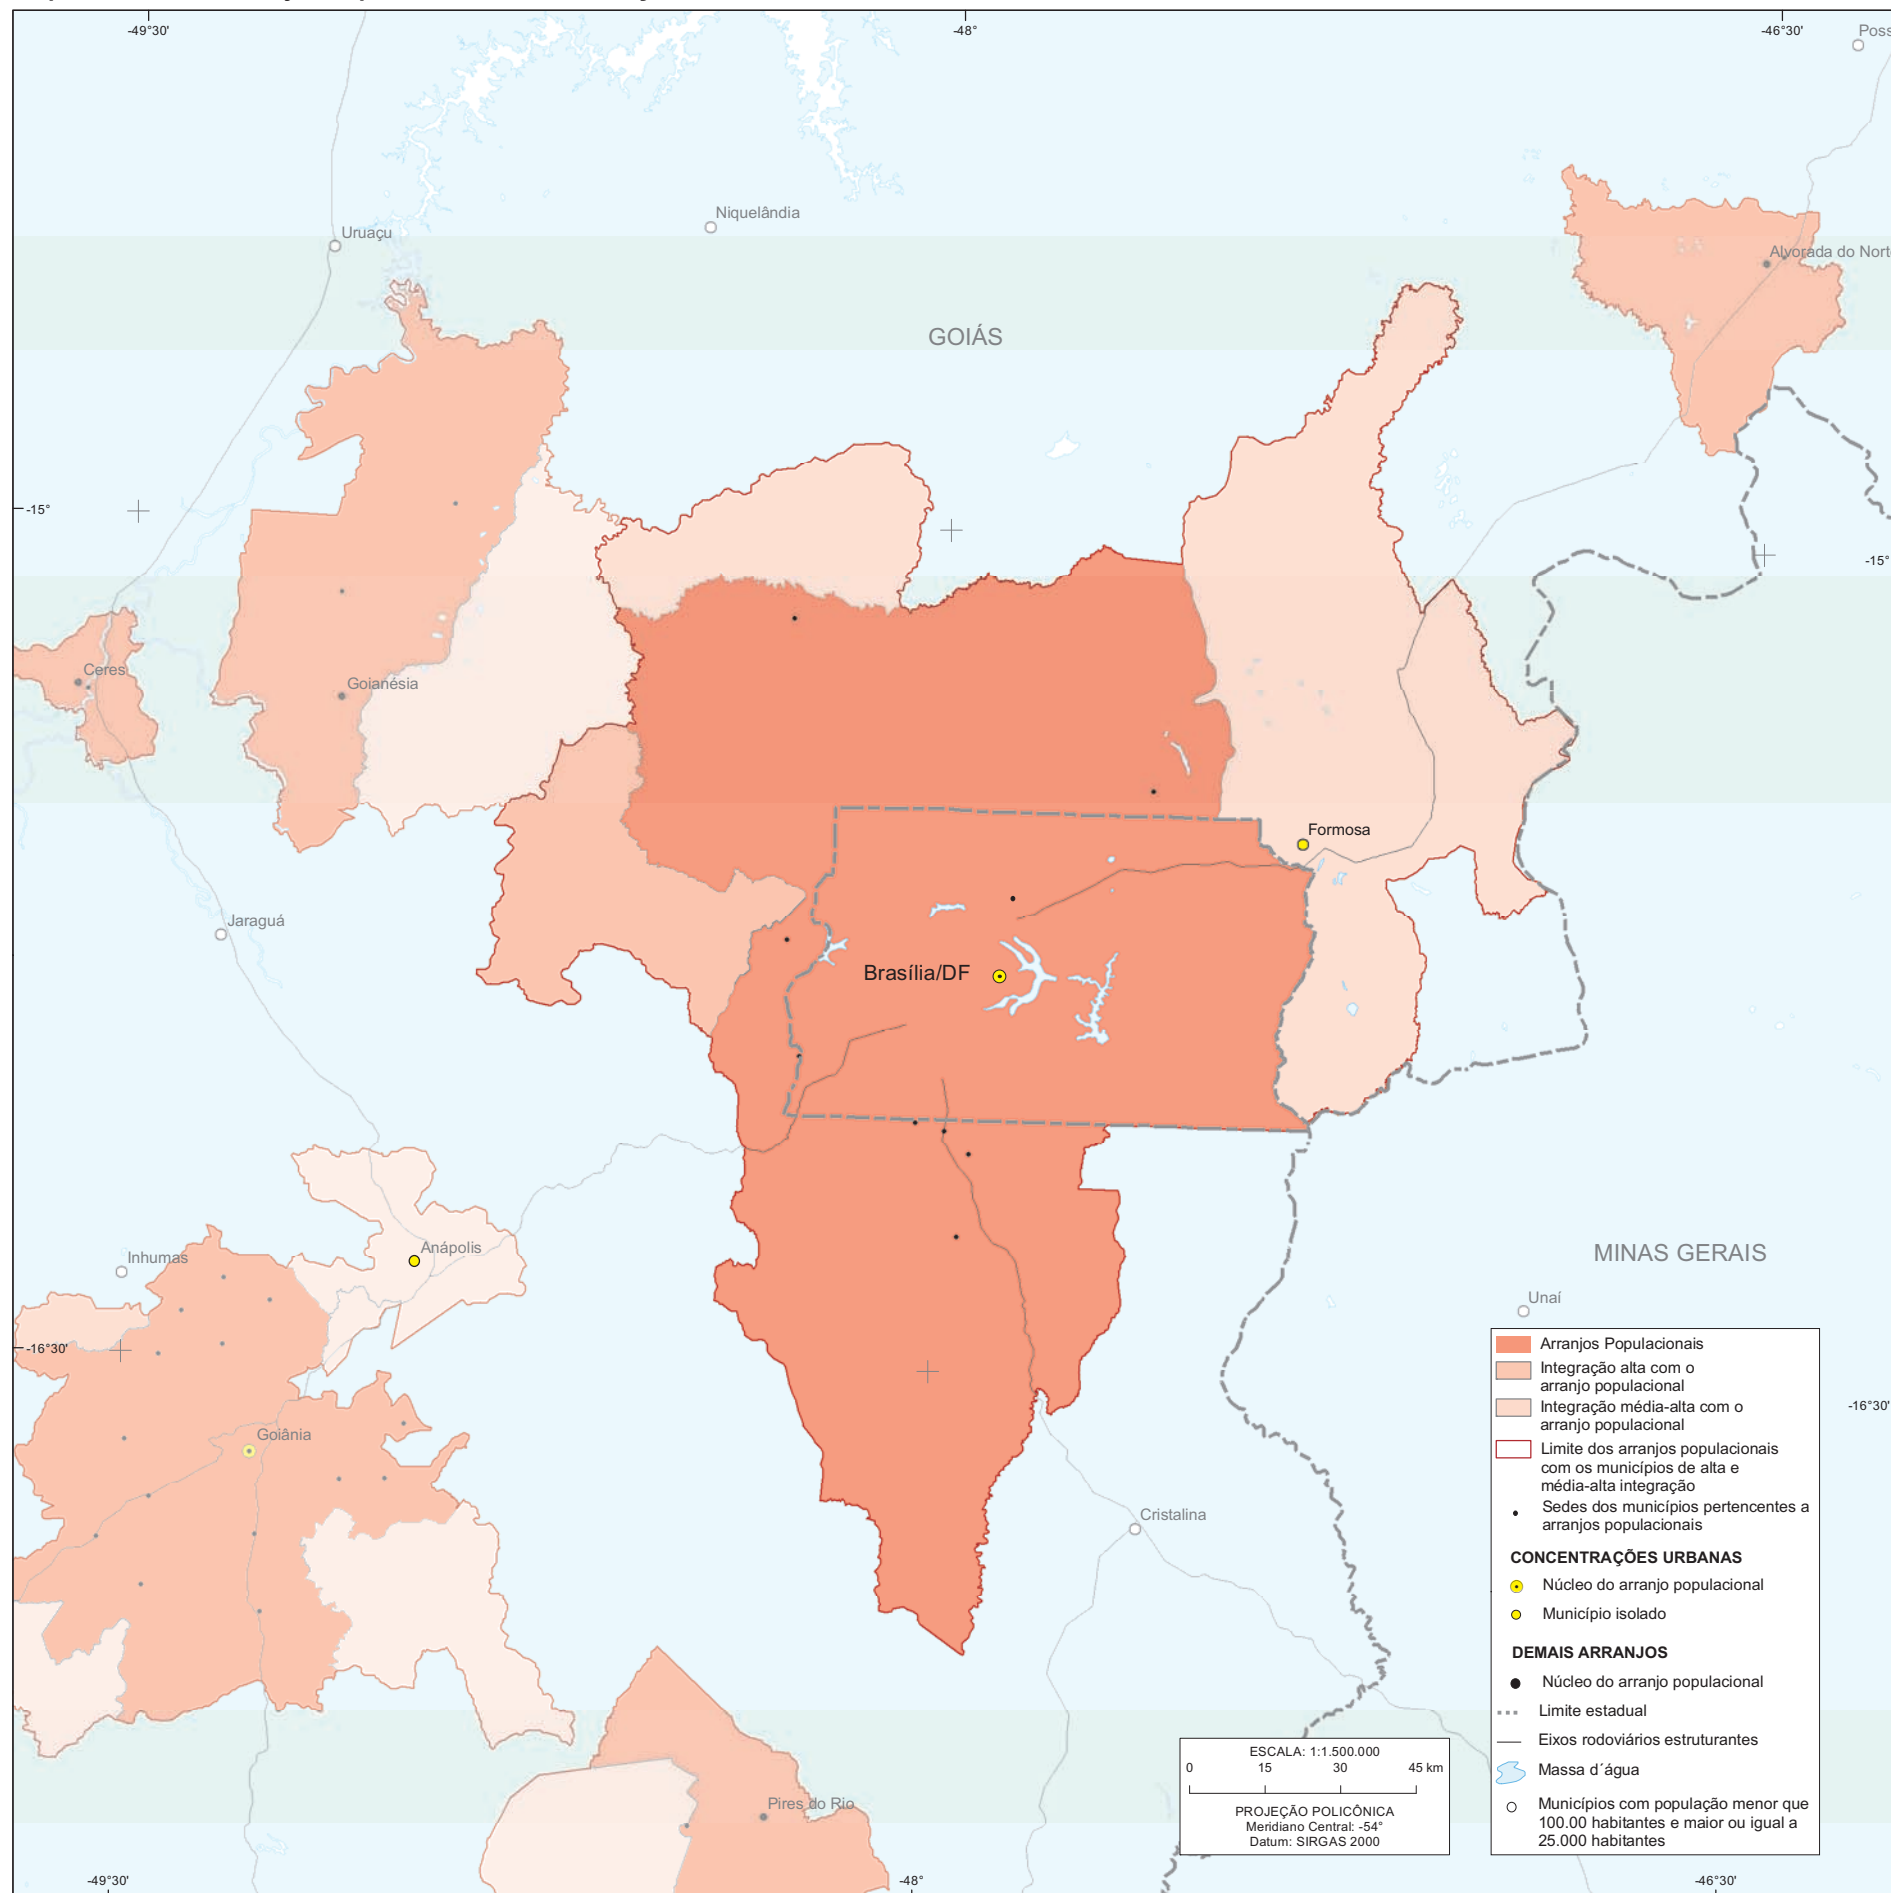 -49°30'
-48°
-46°30'
Poss
Niquelândia
Uruaçu
Alvorada do Norte
GOIÁS
-15°
-15°
Ceres
Goianésia
Formosa
Jaraguá
Brasília/DF
Anápolis
Inhumas
MINAS GERAIS
Unaí
-16°30'
-16°30'
Goiânia
Cristalina
Pires do Rio
Arranjos Populacionais
Integração alta com o
arranjo populacional
Integração média-alta com o
arranjo populacional
Limite dos arranjos populacionais
com os municípios de alta e
média-alta integração
Sedes dos municípios pertencentes a
arranjos populacionais
CONCENTRAÇÕES URBANAS
Núcleo do arranjo populacional
Município isolado
DEMAIS ARRANJOS
Núcleo do arranjo populacional
Limite estadual
Eixos rodoviários estruturantes
Massa d´água
Municípios com população menor que
100.00 habitantes e maior ou igual a
25.000 habitantes
ESCALA: 1:1.500.000
0 15 30 45 km
PROJEÇÃO POLICÔNICA
Meridiano Central: -54°
Datum: SIRGAS 2000
-49°30'
-48°
-46°30'